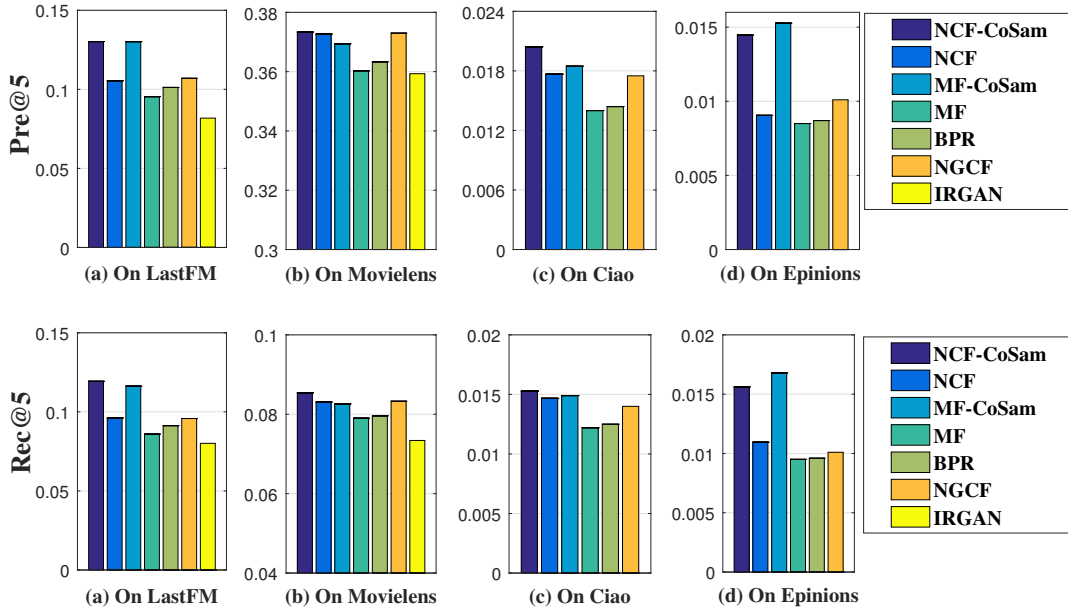 Pre@5
0.15
0.1
0.05
0
(a) On LastFM
0.38
0.36
0.34
0.32
0.3
(b) On Movielens
0.024
0.018
0.012
0.006
0
(c) On Ciao
0.015
0.01
0.005
0
(d) On Epinions
NCF-CoSam
NCF
MF-CoSam
MF
BPR
NGCF
IRGAN
Rec@5
0.15
0.1
0.05
0
(a) On LastFM
0.1
0.08
0.06
0.04
(b) On Movielens
0.02
0.015
0.01
0.005
0
(c) On Ciao
0.02
0.015
0.01
0.005
0
(d) On Epinions
NCF-CoSam
NCF
MF-CoSam
MF
BPR
NGCF
IRGAN